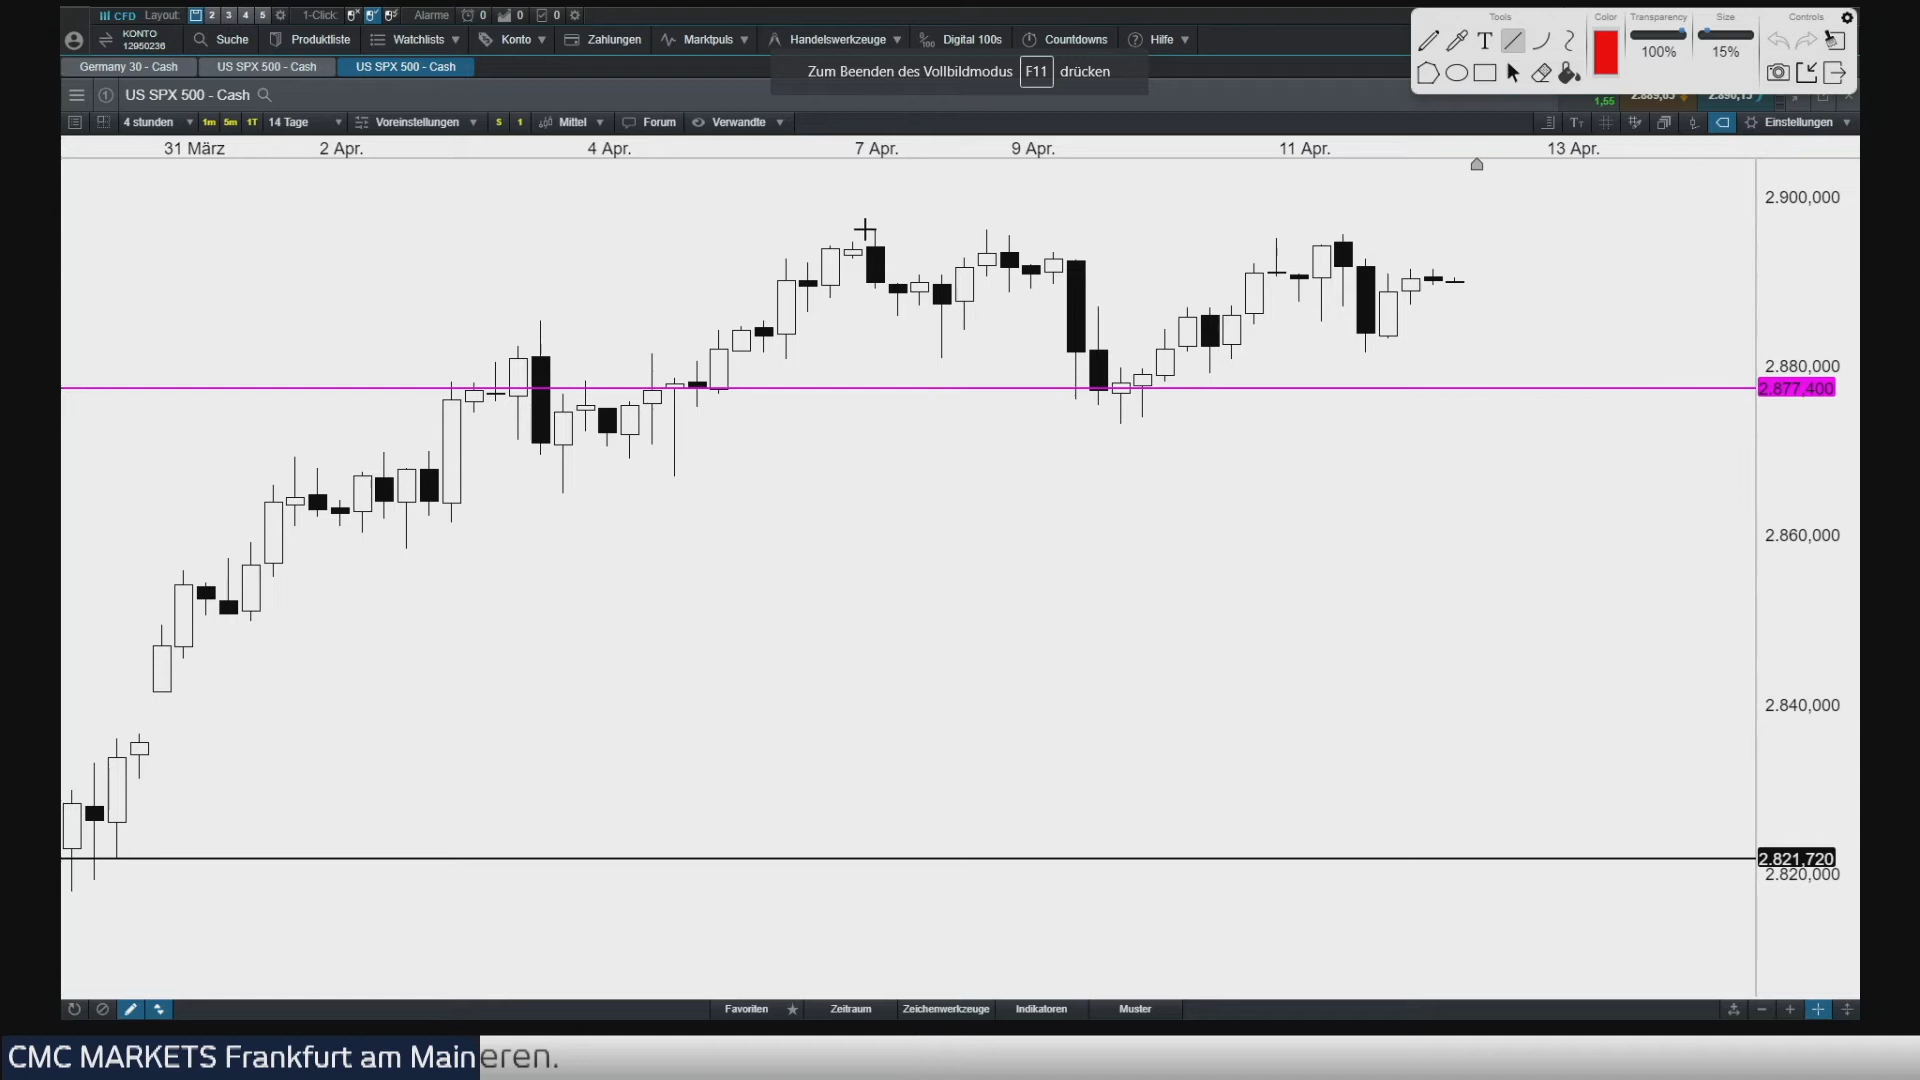 CFD Layout: 2 3 4 5 1-Click: Alarme 0 0 0
KONTO
12950236
Suche Produktliste Watchlists Konto Zahlungen Marktpuls Handelswerkzeuge Digital 100s Countdowns Hilfe
Tools Color Transparency Size Controls
100% 15%
Germany 30 - Cash US SPX 500 - Cash US SPX 500 - Cash
Zum Beenden des Vollbildmodus F11 drücken
1 US SPX 500 - Cash
1,55
4 stunden 1m 5m 1T 14 Tage Voreinstellungen S 1 Mittel Forum Verwandte Einstellungen
31 März 2 Apr. 4 Apr. 7 Apr. 9 Apr. 11 Apr. 13 Apr.
2.900,000
2.880,000
2.877,400
2.860,000
2.840,000
2.821,720
2.820,000
Favoriten Zeitraum Zeichenwerkzeuge Indikatoren Muster
CMC MARKETS Frankfurt am Main eren.